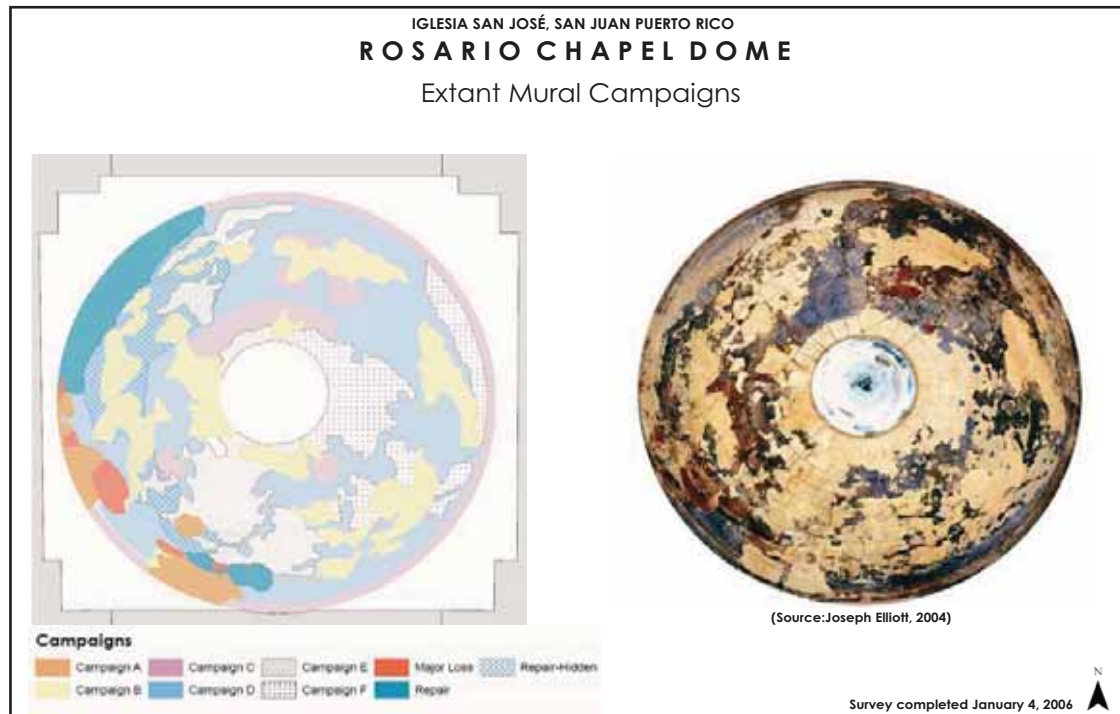 IGLESIA SAN JOSÉ, SAN JUAN PUERTO RICO
ROSARIO CHAPEL DOME
Extant Mural Campaigns
(Source:Joseph Elliott, 2004)
Campaigns
Campaign A
Campaign C
Campaign E
Major Loss
Repair-Hidden
Campaign B
Campaign D
Campaign F
Repair
N
Survey completed January 4, 2006